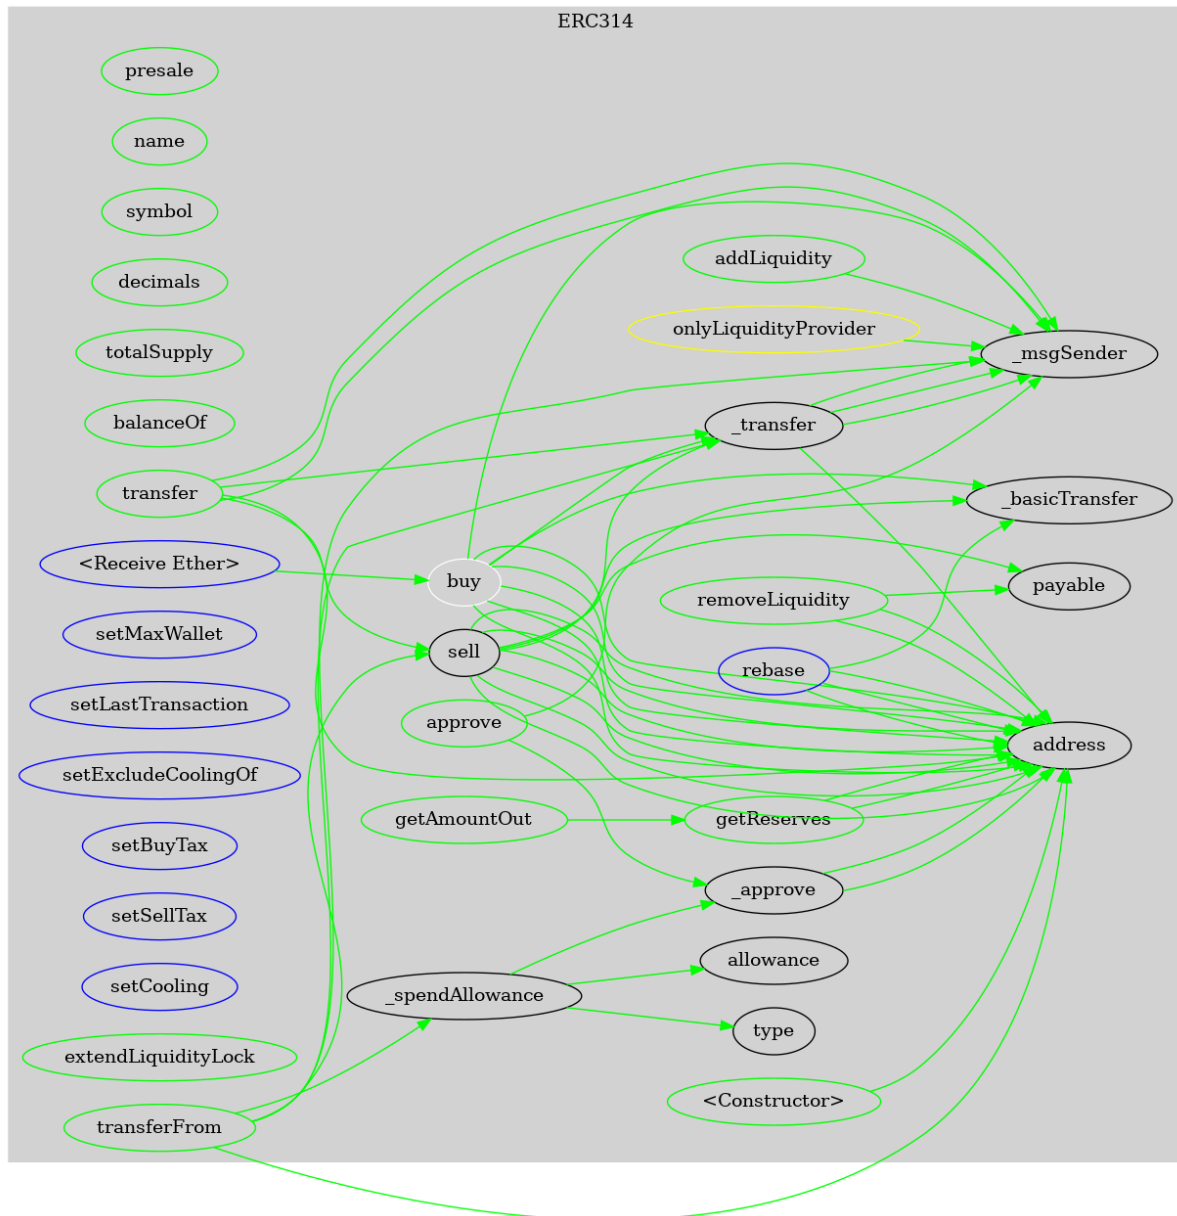 ERC314
presale
name
symbol
decimals
totalSupply
balanceOf
transfer
<Receive Ether>
setMaxWallet
setLastTransaction
setExcludeCoolingOf
setBuyTax
setSellTax
setCooling
extendLiquidityLock
transferFrom
buy
sell
approve
getAmountOut
_spendAllowance
addLiquidity
onlyLiquidityProvider
_transfer
removeLiquidity
rebase
getReserves
_approve
allowance
type
<Constructor>
_msgSender
_basicTransfer
payable
address